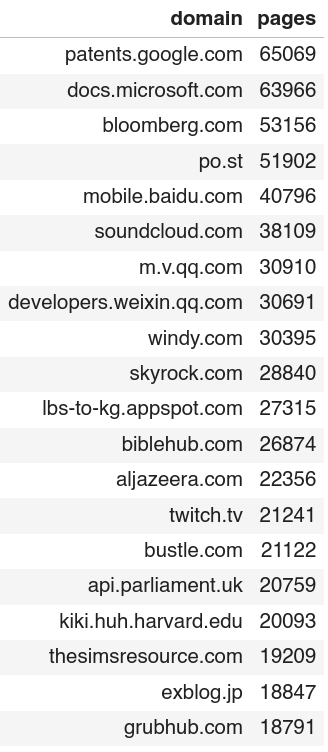 domain pages
patents.google.com 65069
docs.microsoft.com 63966
bloomberg.com 53156
po.st 51902
mobile.baidu.com 40796
soundcloud.com 38109
m.v.qq.com 30910
developers.weixin.qq.com 30691
windy.com 30395
skyrock.com 28840
lbs-to-kg.appspot.com 27315
biblehub.com 26874
aljazeera.com 22356
twitch.tv 21241
bustle.com 21122
api.parliament.uk 20759
kiki.huh.harvard.edu 20093
thesimsresource.com 19209
exblog.jp 18847
grubhub.com 18791